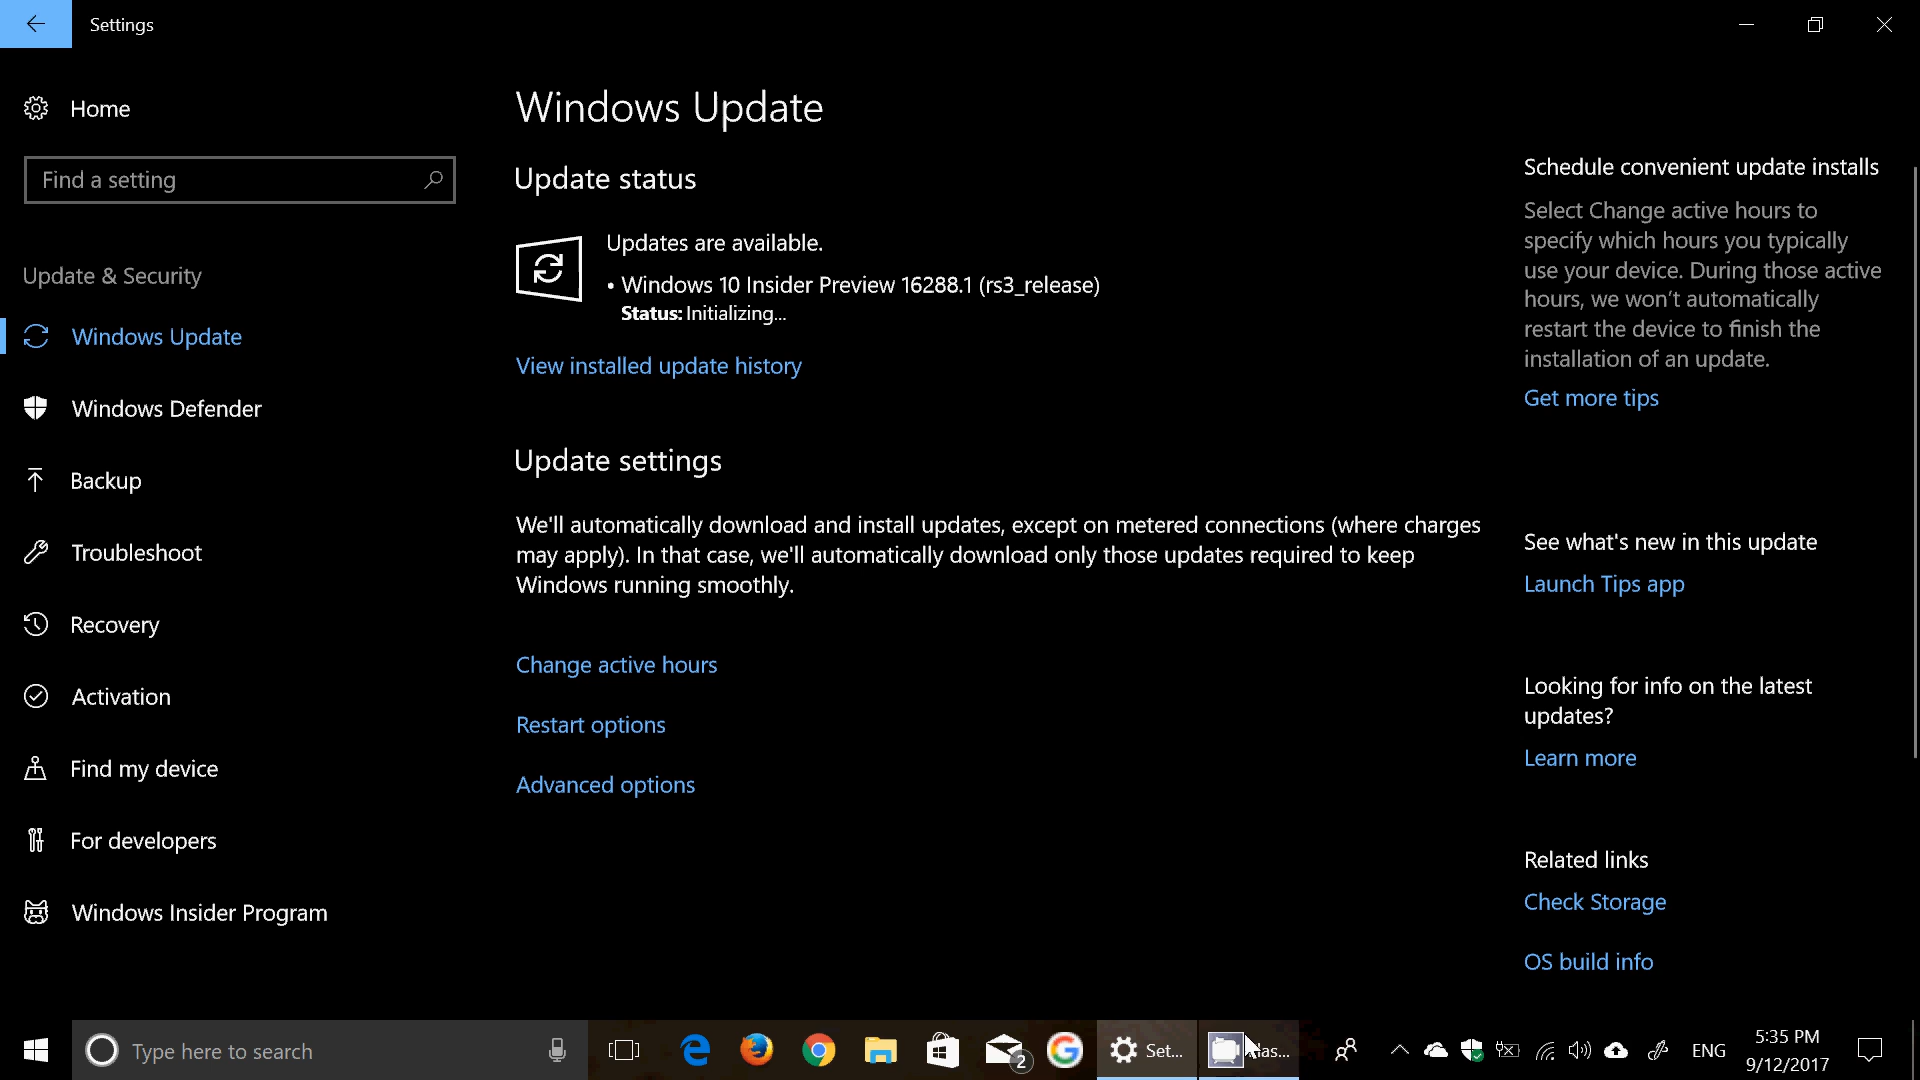 Settings
Home
Find a setting
Update & Security
Windows Update
Windows Defender
Backup
Troubleshoot
Recovery
Activation
Find my device
For developers
Windows Insider Program
Windows Update
Update status
Updates are available.
• Windows 10 Insider Preview 16288.1 (rs3_release)
Status: Initializing...
View installed update history
Update settings
We'll automatically download and install updates, except on metered connections (where charges
may apply). In that case, we'll automatically download only those updates required to keep
Windows running smoothly.
Change active hours
Restart options
Advanced options
Schedule convenient update installs
Select Change active hours to
specify which hours you typically
use your device. During those active
hours, we won't automatically
restart the device to finish the
installation of an update.
Get more tips
See what's new in this update
Launch Tips app
Looking for info on the latest
updates?
Learn more
Related links
Check Storage
OS build info
Type here to search
2
Set...
ENG
5:35 PM
9/12/2017